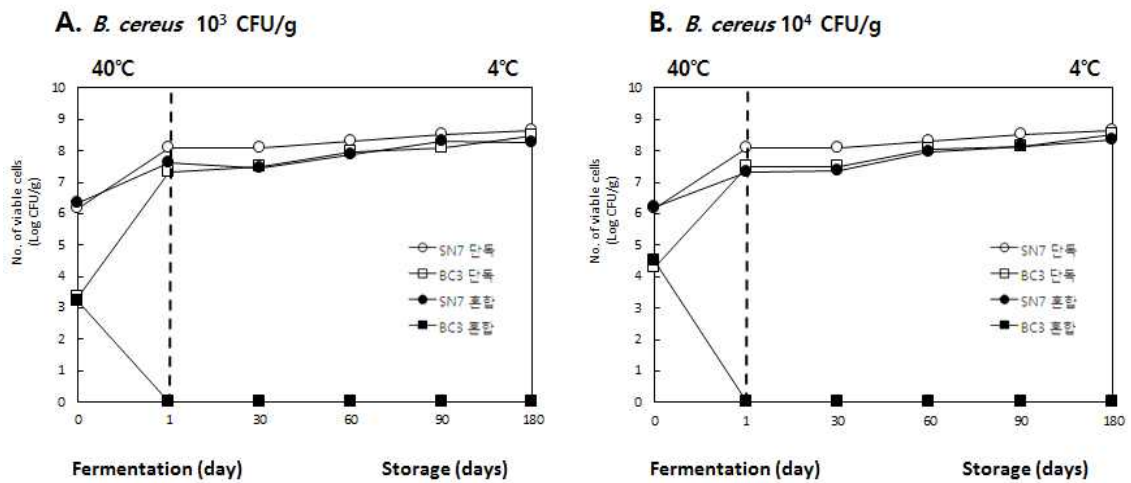 A. B. cereus 10³ CFU/g
40℃ 4℃
10
9
8
7
6
5
4
3
2
1
0
No. of viable cells
(Log CFU/g)
SN7 단독
BC3 단독
SN7 혼합
BC3 혼합
0 1 30 60 90 180
Fermentation (day) Storage (days)
B. B. cereus 10⁴ CFU/g
40℃ 4℃
10
9
8
7
6
5
4
3
2
1
0
No. of viable cells
(Log CFU/g)
SN7 단독
BC3 단독
SN7 혼합
BC3 혼합
0 1 30 60 90 180
Fermentation (day) Storage (days)